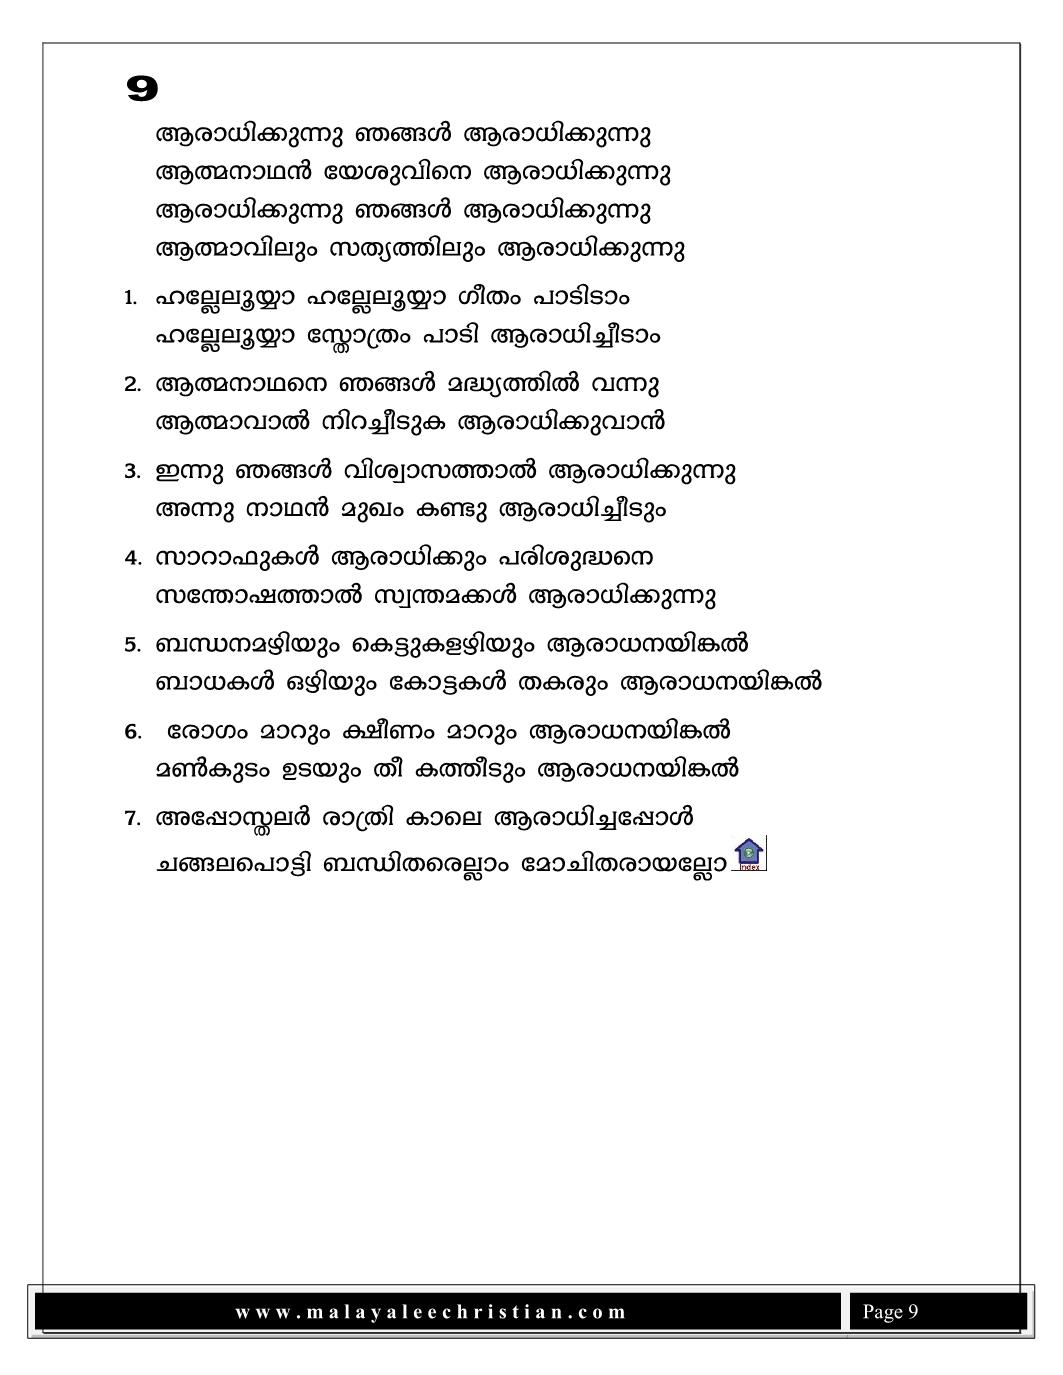 9
ആരാധിക്കുന്നു ഞങ്ങൾ ആരാധിക്കുന്നു
ആത്മനാഥൻ യേശുവിനെ ആരാധിക്കുന്നു
ആരാധിക്കുന്നു ഞങ്ങൾ ആരാധിക്കുന്നു
ആത്മാവിലും സത്യത്തിലും ആരാധിക്കുന്നു
1. ഹല്ലേലൂയ്യാ ഹല്ലേലൂയ്യാ ഗീതം പാടിടാം
ഹല്ലേലൂയ്യാ സ്തോത്രം പാടി ആരാധിച്ചീടാം
2. ആത്മനാഥനെ ഞങ്ങൾ മദ്ധ്യത്തിൽ വന്നു
ആത്മാവാൽ നിറച്ചീടുക ആരാധിക്കുവാൻ
3. ഇന്നു ഞങ്ങൾ വിശ്വാസത്താൽ ആരാധിക്കുന്നു
അന്നു നാഥൻ മുഖം കണ്ടു ആരാധിച്ചീടും
4. സാറാഫുകൾ ആരാധിക്കും പരിശുദ്ധനെ
സന്തോഷത്താൽ സ്വന്തമക്കൾ ആരാധിക്കുന്നു
5. ബന്ധനമഴിയും കെട്ടുകളഴിയും ആരാധനയിങ്കൽ
ബാധകൾ ഒഴിയും കോട്ടകൾ തകരും ആരാധനയിങ്കൽ
6. രോഗം മാറും ക്ഷീണം മാറും ആരാധനയിങ്കൽ
മൺകുടം ഉടയും തീ കത്തീടും ആരാധനയിങ്കൽ
7. അപ്പോസ്തലർ രാത്രി കാലെ ആരാധിച്ചപ്പോൾ
ചങ്ങലപൊട്ടി ബന്ധിതരെല്ലാം മോചിതരായല്ലോ
Index
www.malayaleechristian.com
Page 9